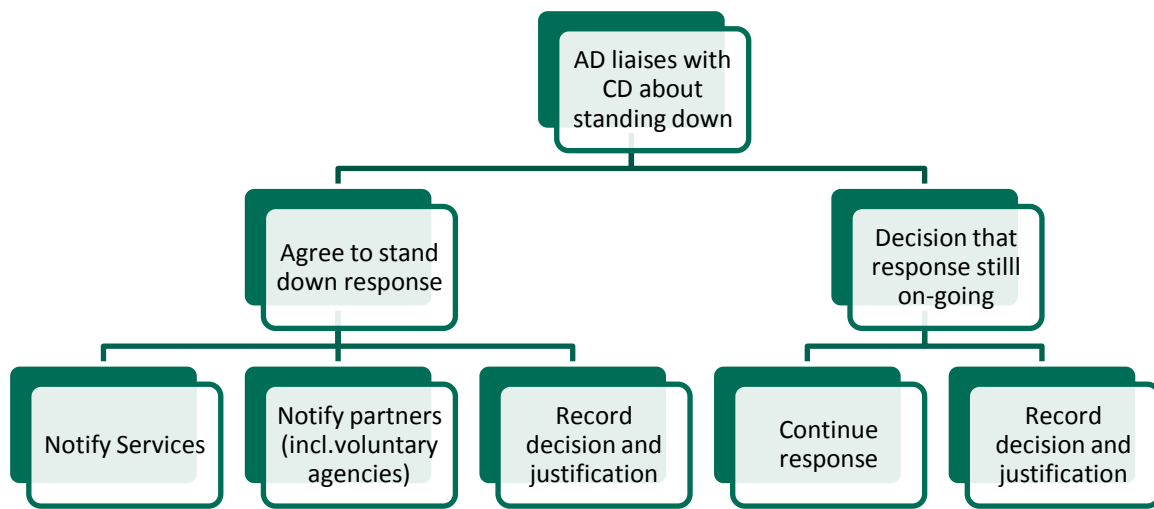 AD liaises with
CD about
standing down
Agree to stand
down response
Decision that
response stilll
on-going
Notify Services
Notify partners
(incl.voluntary
agencies)
Record
decision and
justification
Continue
response
Record
decision and
justification